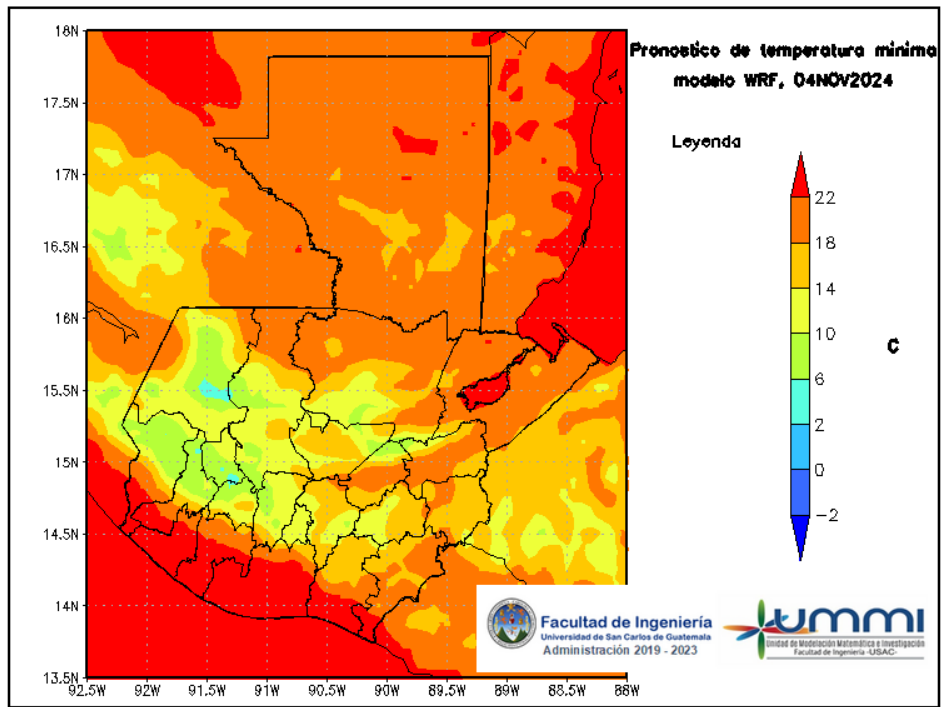 Pronostico de temperatura minima
modelo WRF, 04NOV2024
Leyenda
22
18
14
10
6
2
0
−2
C
18N
17.5N
17N
16.5N
16N
15.5N
15N
14.5N
14N
13.5N
92.5W 92W 91.5W 91W 90.5W 90W 89.5W 89W 88.5W 88W
Facultad de Ingeniería
Universidad de San Carlos de Guatemala
Administración 2019 - 2023
UMMI
Unidad de Modelación Matemática e Investigación
Facultad de Ingeniería -USAC-